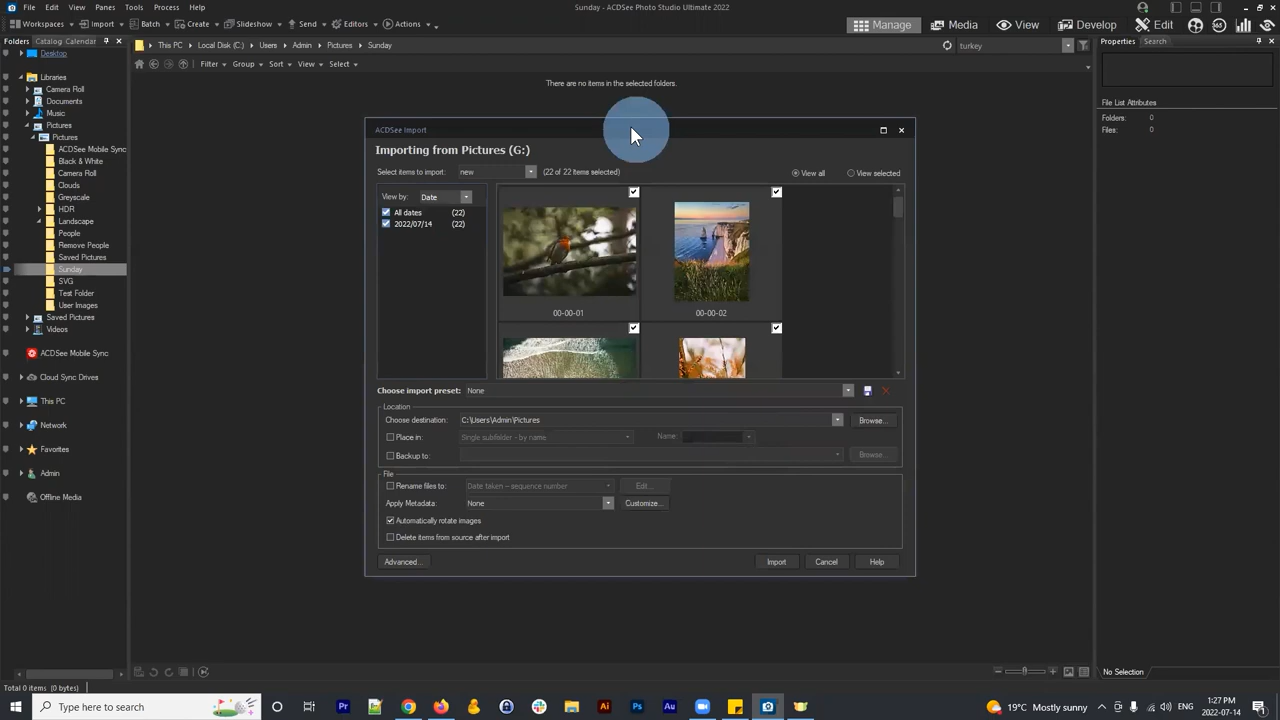 File Edit View Panes Tools Process Help
Sunday - ACDSee Photo Studio Ultimate 2022
Workspaces Import Batch Create Slideshow Send Editors Actions
Manage Media View Develop Edit 365
Folders Catalog Calendar
This PC Local Disk (C:) Users Admin Pictures Sunday
turkey
Properties Search
Filter Group Sort View Select
There are no items in the selected folders.
Desktop
Libraries
Camera Roll
Documents
Music
Pictures
Pictures
ACDSee Mobile Sync
Black & White
Camera Roll
Clouds
Greyscale
HDR
Landscape
People
Remove People
Saved Pictures
Sunday
SVG
Test Folder
User Images
Saved Pictures
Videos
ACDSee Mobile Sync
Cloud Sync Drives
This PC
Network
Favorites
Admin
Offline Media
File List Attributes
Folders: 0
Files: 0
ACDSee Import
Importing from Pictures (G:)
Select items to import: new (22 of 22 items selected) View all View selected
View by: Date
All dates (22)
2022/07/14 (22)
00-00-01 00-00-02
Choose import preset: None
Location
Choose destination: C:\Users\Admin\Pictures Browse...
Place in: Single subfolder - by name Name:
Backup to: Browse...
File
Rename files to: Date taken – sequence number Edit...
Apply Metadata: None Customize...
Automatically rotate images
Delete items from source after import
Advanced... Import Cancel Help
No Selection
Total 0 items (0 bytes)
Type here to search
Pr Ai Ps Au
19°C Mostly sunny
1:27 PM
2022-07-14